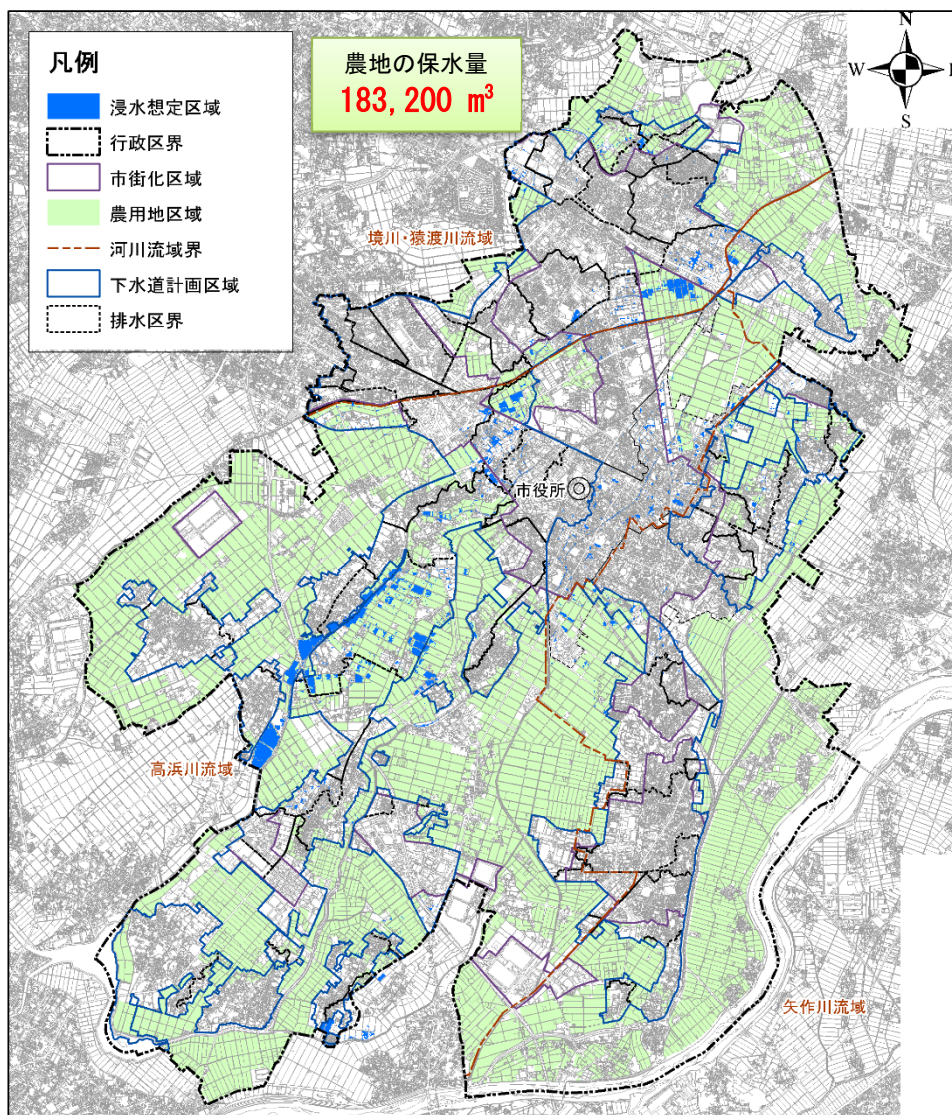 凡例
浸水想定区域
行政区界
市街化区域
農用地区域
河川流域界
下水道計画区域
排水区界
農地の保水量
183,200 m³
N
W
S
境川・猿渡川流域
市役所
高浜川流域
矢作川流域